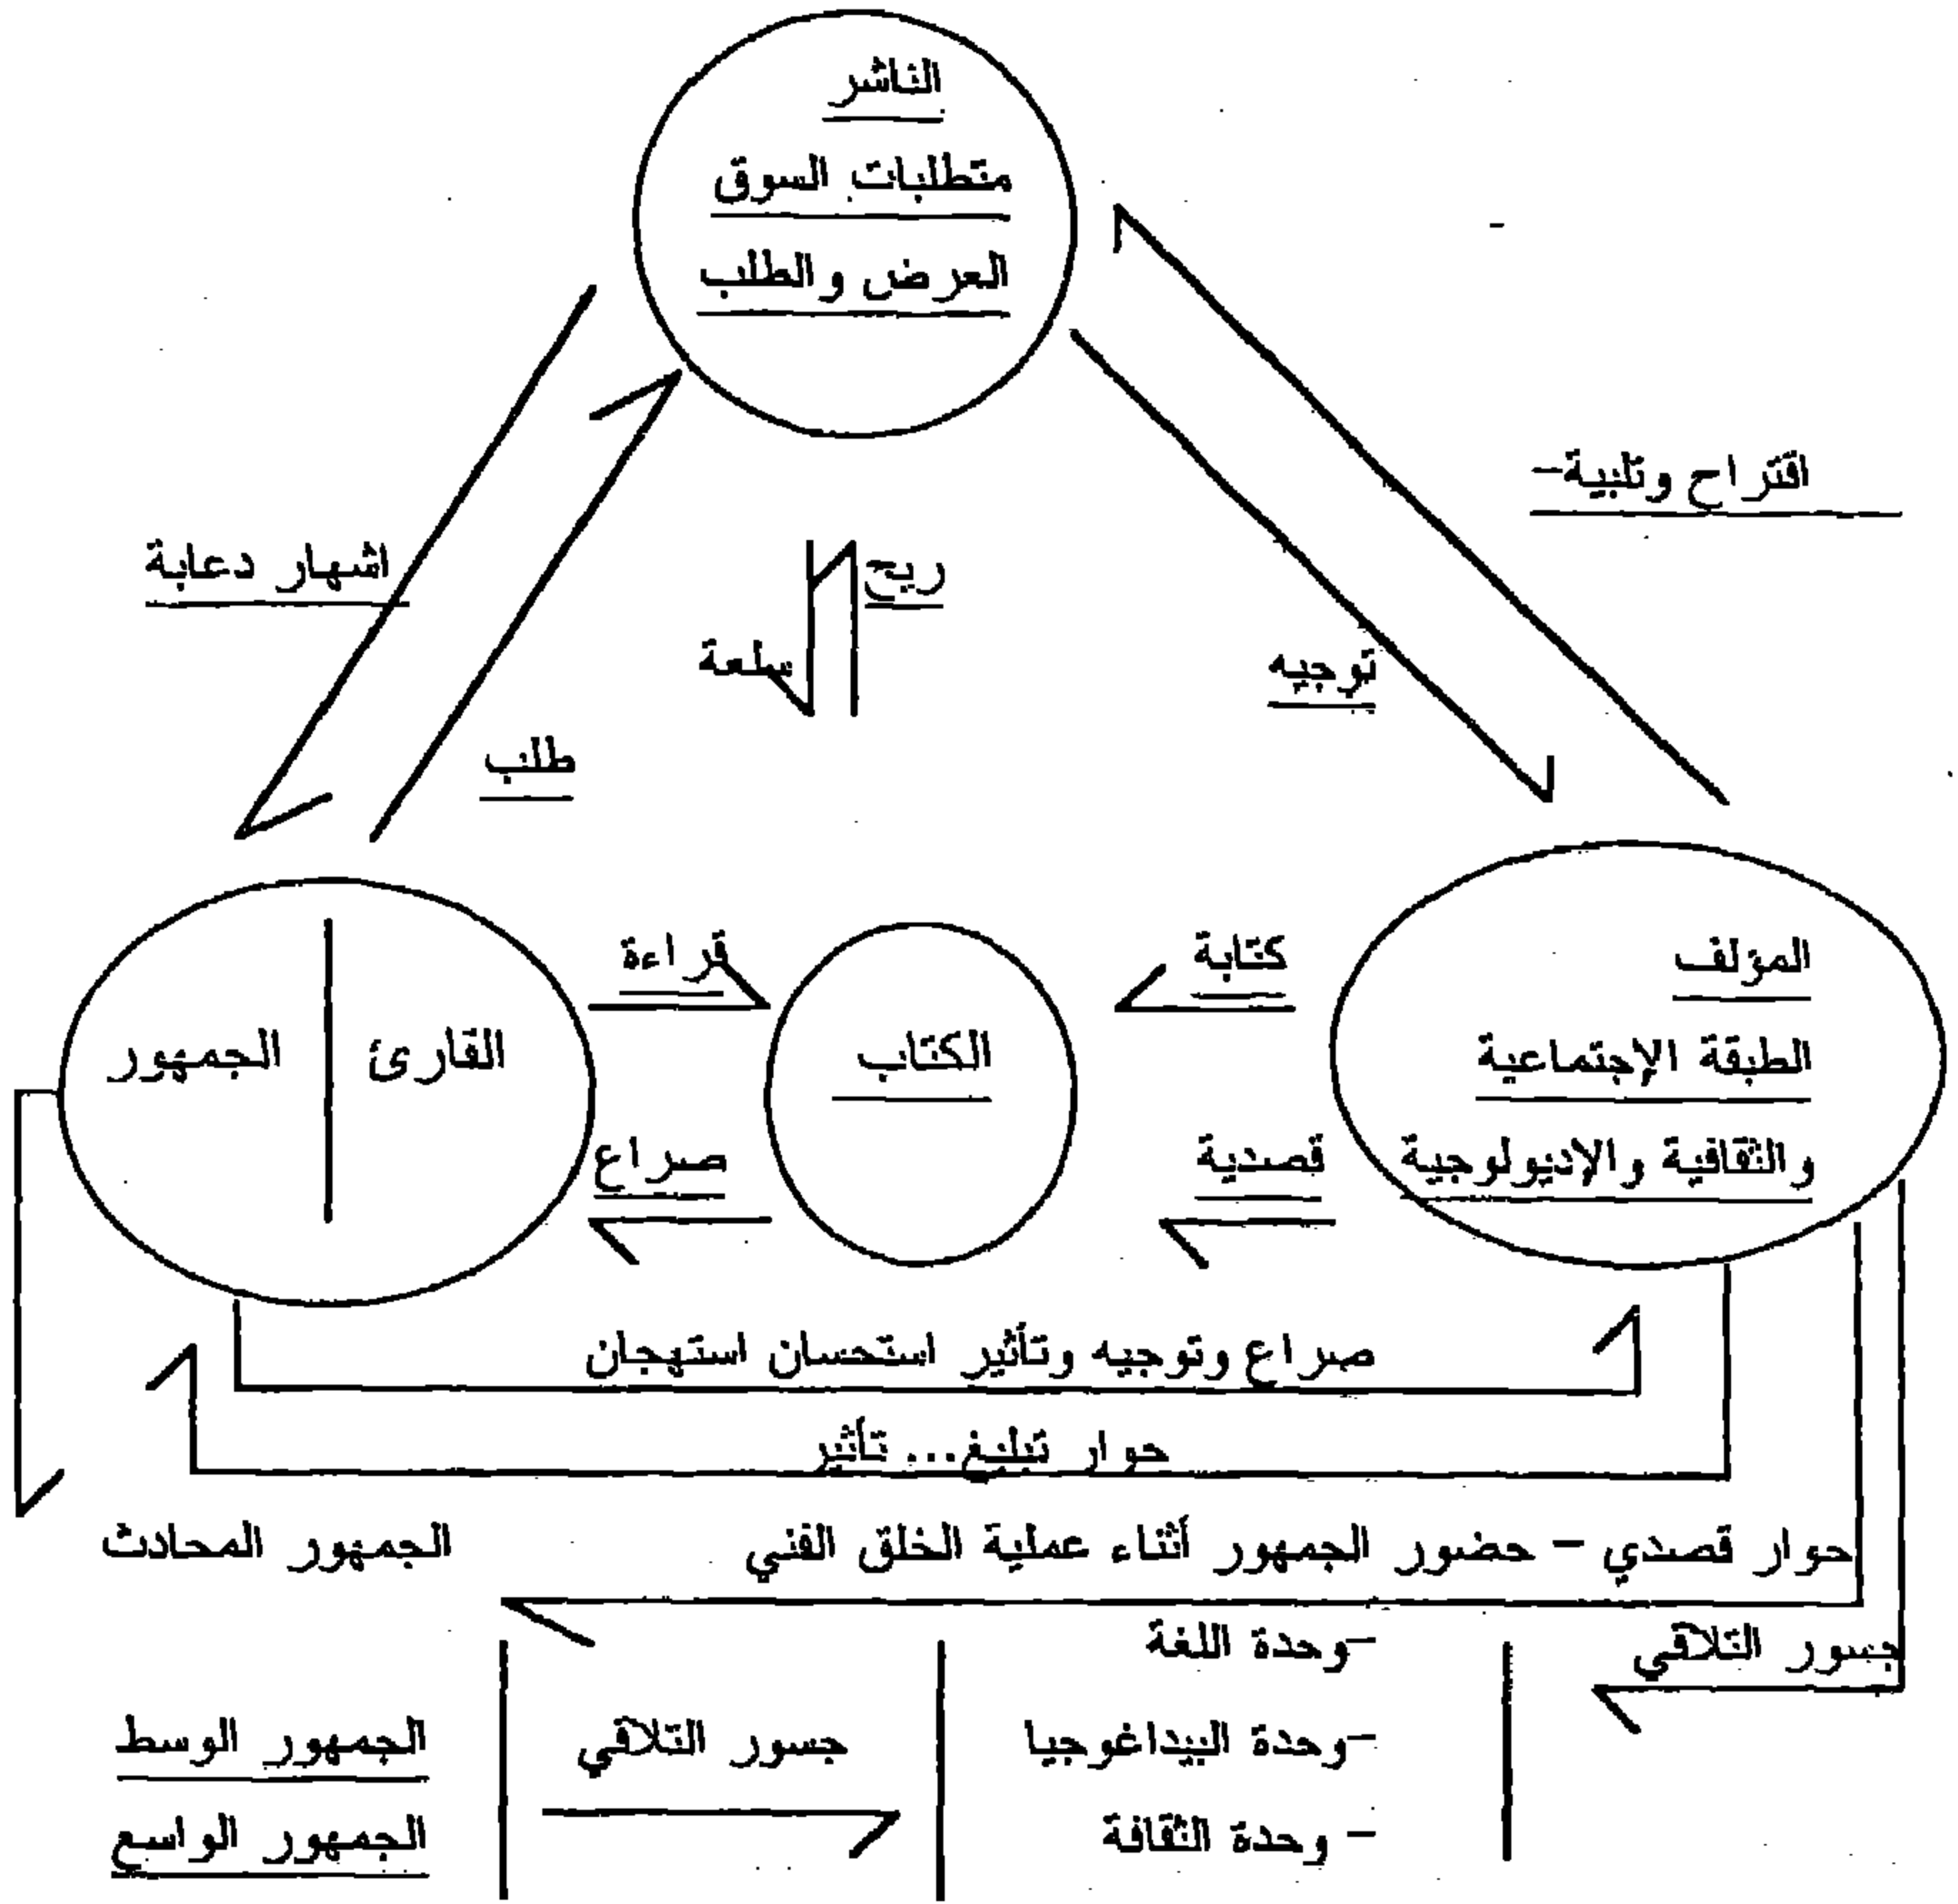 الناشر
متطلبات السوق
العرض والطلب
اقتراح وتلبية-
اشهار دعاية
ربح
سلعة
توجيه
طلب
المؤلف
الطبقة الإجتماعية
والثقافية والإديولوجية
كتابة
قصدية
الكتاب
قراءة
صراع
القارئ
الجمهور
صراع وتوجيه وتأثير استحسان استهجان
حوار تبليغ... تأثير
حوار قصدي - حضور الجمهور أثناء عملية الخلق الفني
الجمهور المحادث
جسور التلاقي
-وحدة اللغة
-وحدة البيداغوجيا
- وحدة الثقافة
جسور التلاقي
الجمهور الوسط
الجمهور الواسع